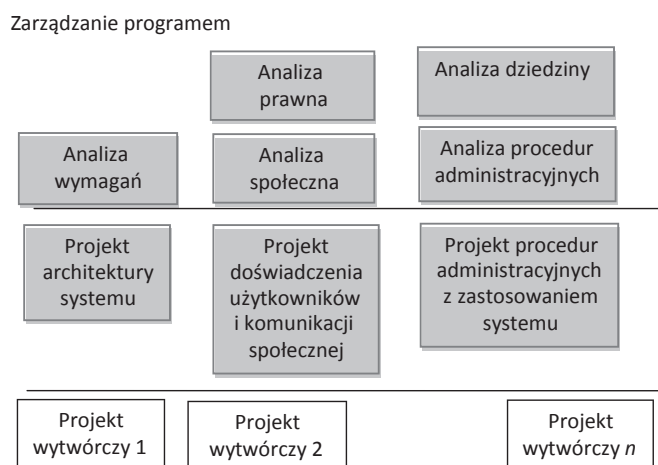 Zarządzanie programem
Analiza
prawna
Analiza dziedziny
Analiza
wymagań
Analiza
społeczna
Analiza procedur
administracyjnych
Projekt
architektury
systemu
Projekt
doświadczenia
użytkowników
i komunikacji
społecznej
Projekt procedur
administracyjnych
z zastosowaniem
systemu
Projekt
wytwórczy 1
Projekt
wytwórczy 2
Projekt
wytwórczy n